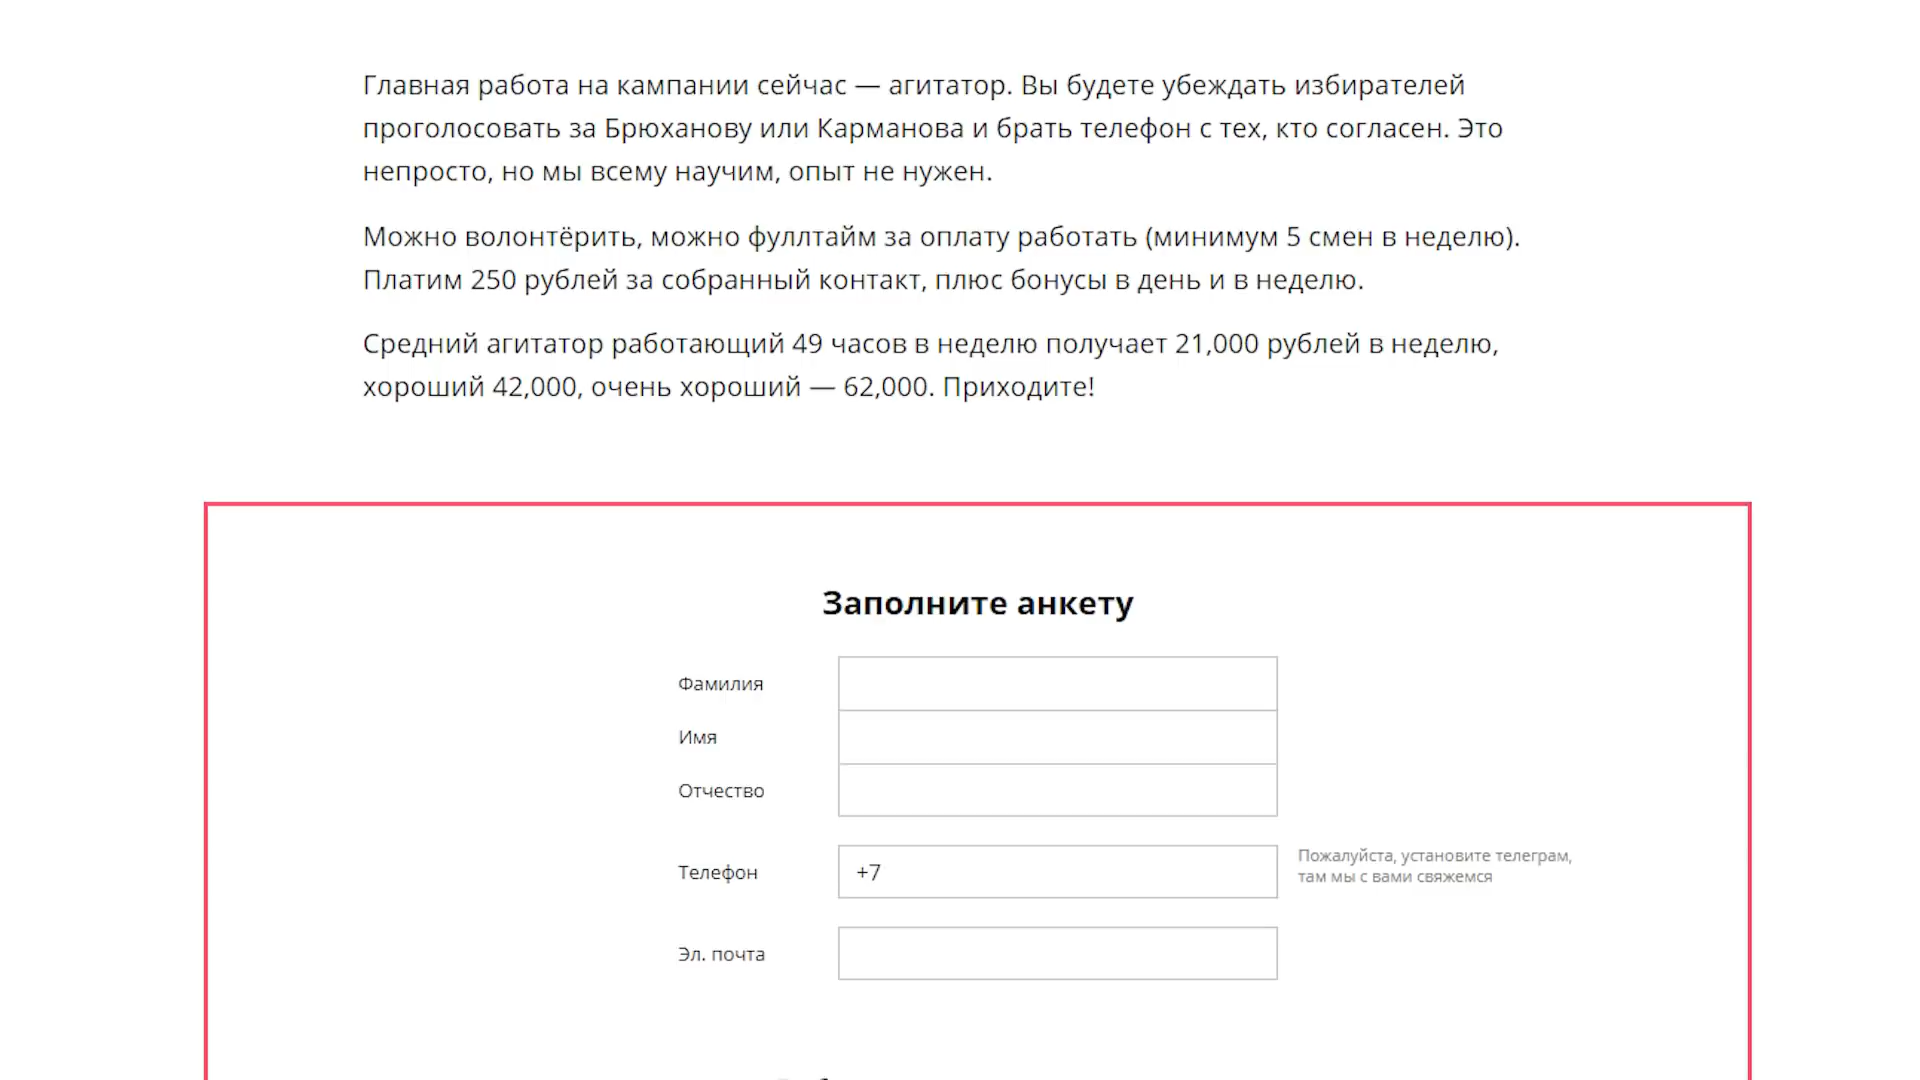 Главная работа на кампании сейчас — агитатор. Вы будете убеждать избирателей
проголосовать за Брюханову или Карманова и брать телефон с тех, кто согласен. Это
непросто, но мы всему научим, опыт не нужен.
Можно волонтёрить, можно фуллтайм за оплату работать (минимум 5 смен в неделю).
Платим 250 рублей за собранный контакт, плюс бонусы в день и в неделю.
Средний агитатор работающий 49 часов в неделю получает 21,000 рублей в неделю,
хороший 42,000, очень хороший — 62,000. Приходите!
Заполните анкету
Фамилия
Имя
Отчество
Телефон
+7
Пожалуйста, установите телеграм,
там мы с вами свяжемся
Эл. почта